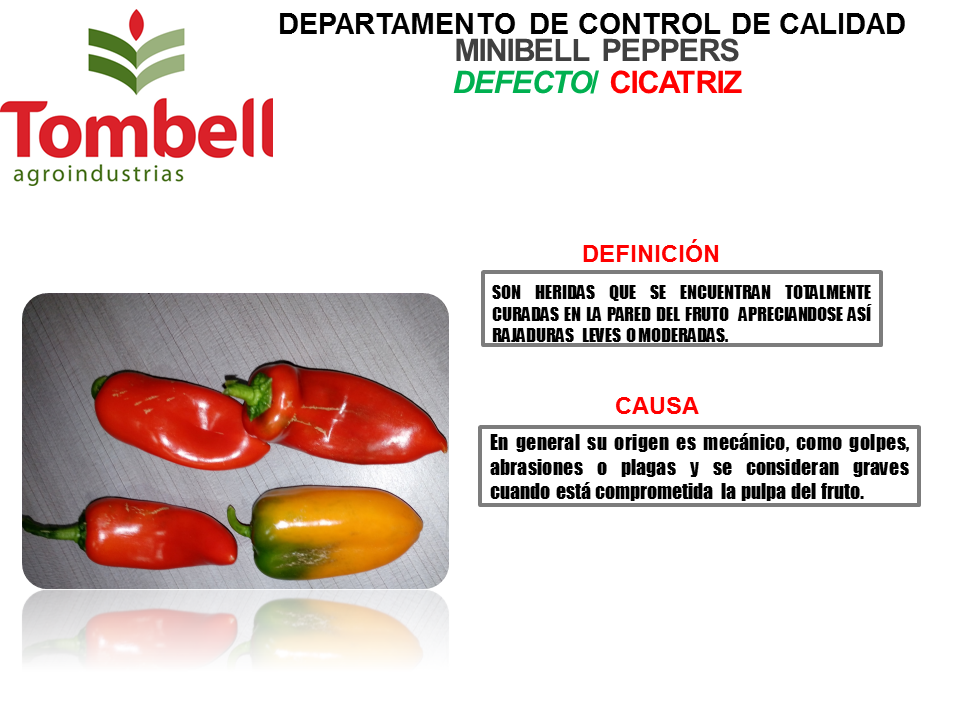 DEPARTAMENTO DE CONTROL DE CALIDAD
MINIBELL PEPPERS
DEFECTO/ CICATRIZ
Tombell
agroindustrias
DEFINICIÓN
SON HERIDAS QUE SE ENCUENTRAN TOTALMENTE
CURADAS EN LA PARED DEL FRUTO APRECIANDOSE ASÍ
RAJADURAS LEVES O MODERADAS.
CAUSA
En general su origen es mecánico, como golpes,
abrasiones o plagas y se consideran graves
cuando está comprometida la pulpa del fruto.